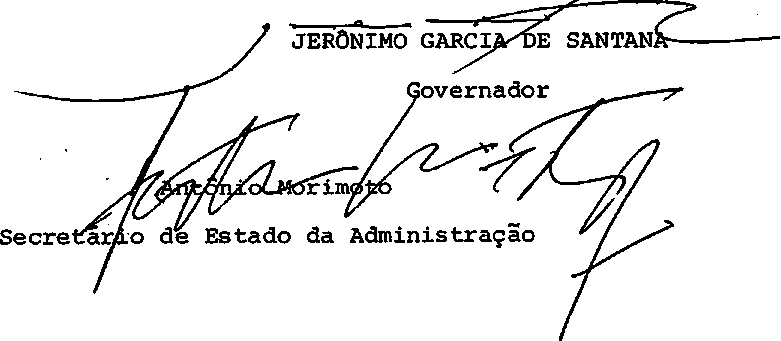 JERÔNIMO GARCIA DE SANTANA
Governador
Antônio Morimoto
Secretário de Estado da Administração